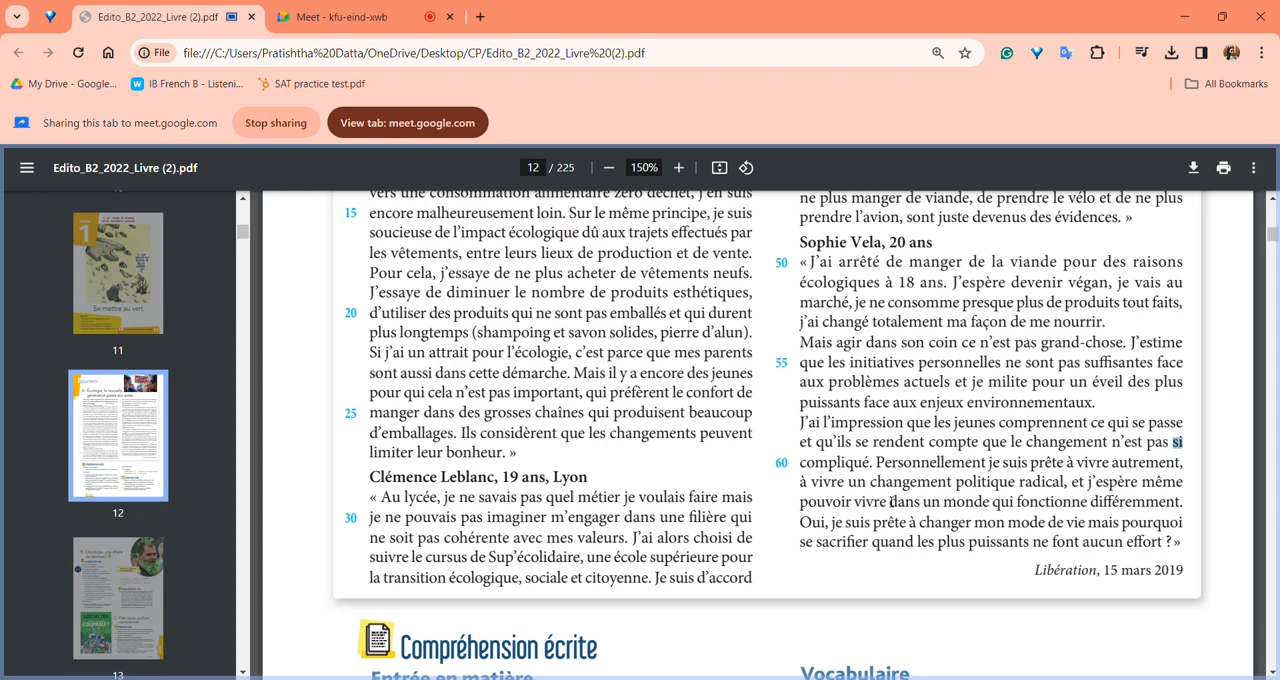 Edito_B2_2022_Livre (2).pdf
Meet - kfu-eind-xwb
File
file:///C:/Users/Pratishtha%20Datta/OneDrive/Desktop/CP/Edito_B2_2022_Livre%20(2).pdf
My Drive - Google...
IB French B - Listeni...
SAT practice test.pdf
All Bookmarks
Sharing this tab to meet.google.com
Stop sharing
View tab: meet.google.com
Edito_B2_2022_Livre (2).pdf
12 / 225
150%
1
Se mettre au vert
11
12
13
vers une consommation alimentaire zéro déchet, j'en suis
15 encore malheureusement loin. Sur le même principe, je suis
soucieuse de l'impact écologique dû aux trajets effectués par
les vêtements, entre leurs lieux de production et de vente.
Pour cela, j'essaye de ne plus acheter de vêtements neufs.
J'essaye de diminuer le nombre de produits esthétiques,
20 d'utiliser des produits qui ne sont pas emballés et qui durent
plus longtemps (shampoing et savon solides, pierre d'alun).
Si j'ai un attrait pour l'écologie, c'est parce que mes parents
sont aussi dans cette démarche. Mais il y a encore des jeunes
pour qui cela n'est pas important, qui préfèrent le confort de
25 manger dans des grosses chaînes qui produisent beaucoup
d'emballages. Ils considèrent que les changements peuvent
limiter leur bonheur. »
Clémence Leblanc, 19 ans, Lyon
« Au lycée, je ne savais pas quel métier je voulais faire mais
30 je ne pouvais pas imaginer m'engager dans une filière qui
ne soit pas cohérente avec mes valeurs. J'ai alors choisi de
suivre le cursus de Sup'écolidaire, une école supérieure pour
la transition écologique, sociale et citoyenne. Je suis d'accord
ne plus manger de viande, de prendre le vélo et de ne plus
prendre l'avion, sont juste devenus des évidences. »
Sophie Vela, 20 ans
50 « J'ai arrêté de manger de la viande pour des raisons
écologiques à 18 ans. J'espère devenir végan, je vais au
marché, je ne consomme presque plus de produits tout faits,
j'ai changé totalement ma façon de me nourrir.
Mais agir dans son coin ce n'est pas grand-chose. J'estime
55 que les initiatives personnelles ne sont pas suffisantes face
aux problèmes actuels et je milite pour un éveil des plus
puissants face aux enjeux environnementaux.
J'ai l'impression que les jeunes comprennent ce qui se passe
et qu'ils se rendent compte que le changement n'est pas si
60 compliqué. Personnellement je suis prête à vivre autrement,
à vivre un changement politique radical, et j'espère même
pouvoir vivre dans un monde qui fonctionne différemment.
Oui, je suis prête à changer mon mode de vie mais pourquoi
se sacrifier quand les plus puissants ne font aucun effort ? »
Libération, 15 mars 2019
Compréhension écrite
Entrée en matière
Vocabulaire